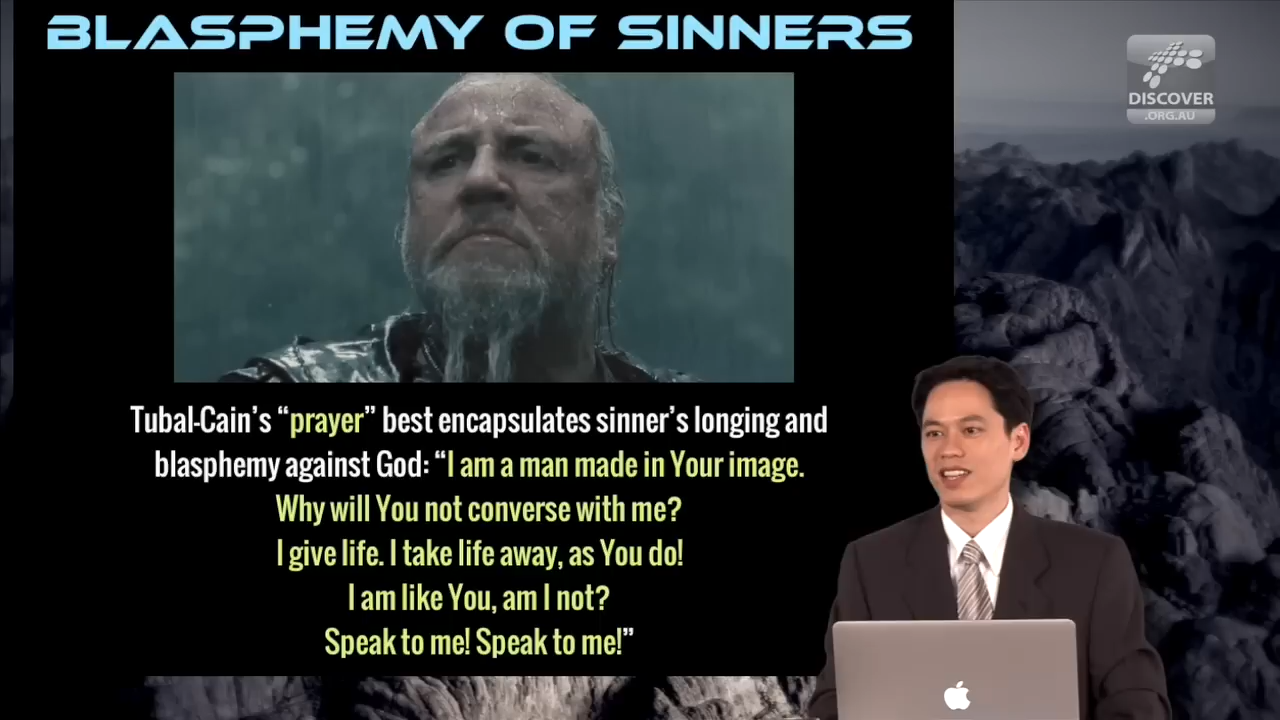 BLASPHEMY OF SINNERS
DISCOVER
.ORG.AU
Tubal-Cain’s “prayer” best encapsulates sinner’s longing and
blasphemy against God: “I am a man made in Your image.
Why will You not converse with me?
I give life. I take life away, as You do!
I am like You, am I not?
Speak to me! Speak to me!”